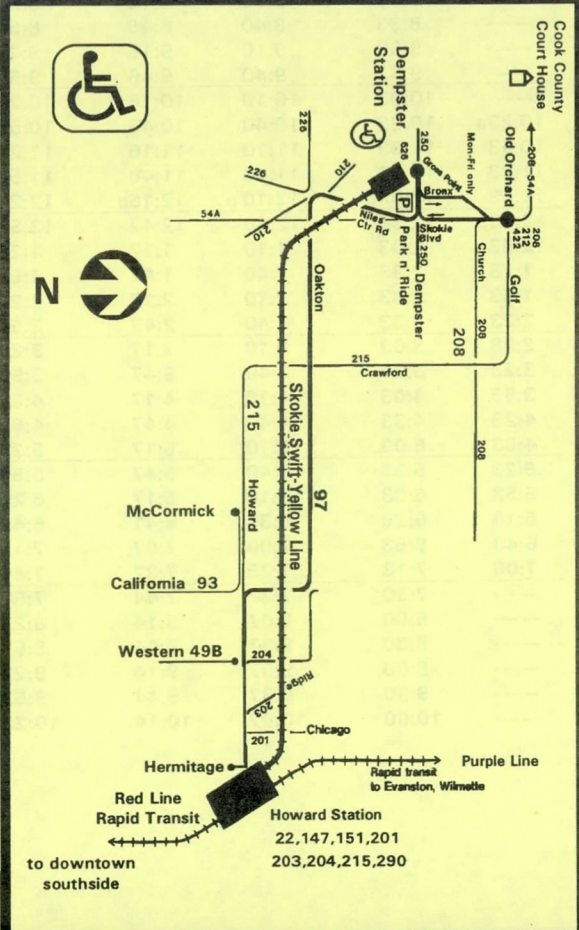 Cook County
Court House
208-54A
Old Orchard
208
212
422
Dempster
Station
250
626
Gross Point
Bronx
Mon-Fri only
P
Skokie
Blvd
250
Niles
Ctr Rd
Park n' Ride
Dempster
Church
208
208
208
Golf
226
226
210
210
54A
Oakton
N
215
Crawford
215
Howard
Skokie Swift-Yellow Line
97
McCormick
California 93
Western 49B
204
Ridge
203
201
Chicago
Hermitage
Purple Line
Rapid transit
to Evanston, Wilmette
Red Line
Rapid Transit
Howard Station
22,147,151,201
203,204,215,290
to downtown
southside